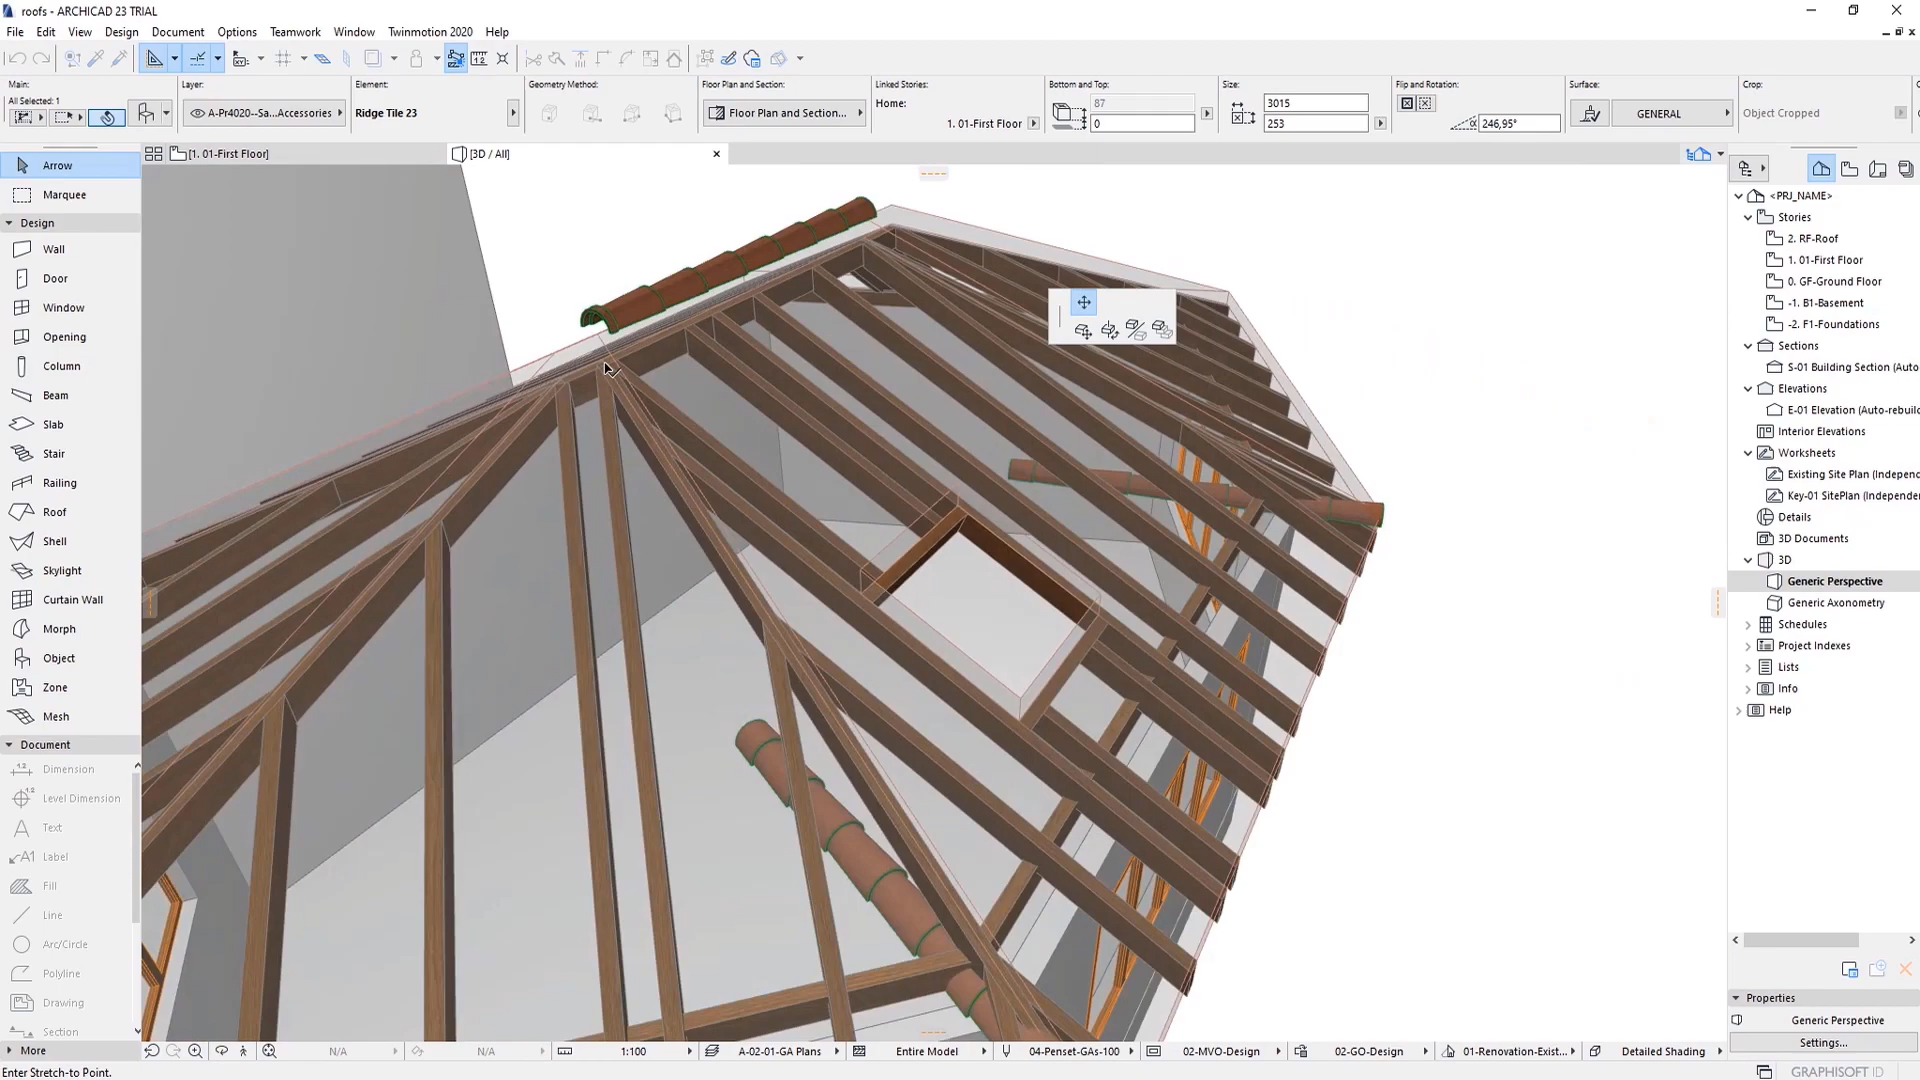 roofs - ARCHICAD 23 TRIAL
File Edit View Design Document Options Teamwork Window Twinmotion 2020 Help
Main: Layer: Element: Geometry Method: Floor Plan and Section: Linked Stories: Bottom and Top: Size: Flip and Rotation: Surface: Crop:
All Selected: 1
A-Pr4020--Sa...Accessories
Ridge Tile 23
Floor Plan and Section...
Home:
1. 01-First Floor
87
0
3015
253
246,95°
GENERAL
Object Cropped
[1. 01-First Floor]
[3D / All]
Arrow
Marquee
Design
Wall
Door
Window
Opening
Column
Beam
Slab
Stair
Railing
Roof
Shell
Skylight
Curtain Wall
Morph
Object
Zone
Mesh
Document
Dimension
Level Dimension
Text
Label
Fill
Line
Arc/Circle
Polyline
Drawing
Section
More
<PRJ_NAME>
Stories
2. RF-Roof
1. 01-First Floor
0. GF-Ground Floor
-1. B1-Basement
-2. F1-Foundations
Sections
S-01 Building Section (Auto
Elevations
E-01 Elevation (Auto-rebuild
Interior Elevations
Worksheets
Existing Site Plan (Independen
Key-01 SitePlan (Independen
Details
3D Documents
3D
Generic Perspective
Generic Axonometry
Schedules
Project Indexes
Lists
Info
Help
Properties
Generic Perspective
Settings...
N/A N/A 1:100 A-02-01-GA Plans Entire Model 04-Penset-GAs-100 02-MVO-Design 02-GO-Design 01-Renovation-Exist... Detailed Shading
Enter Stretch-to Point.
GRAPHISOFT ID